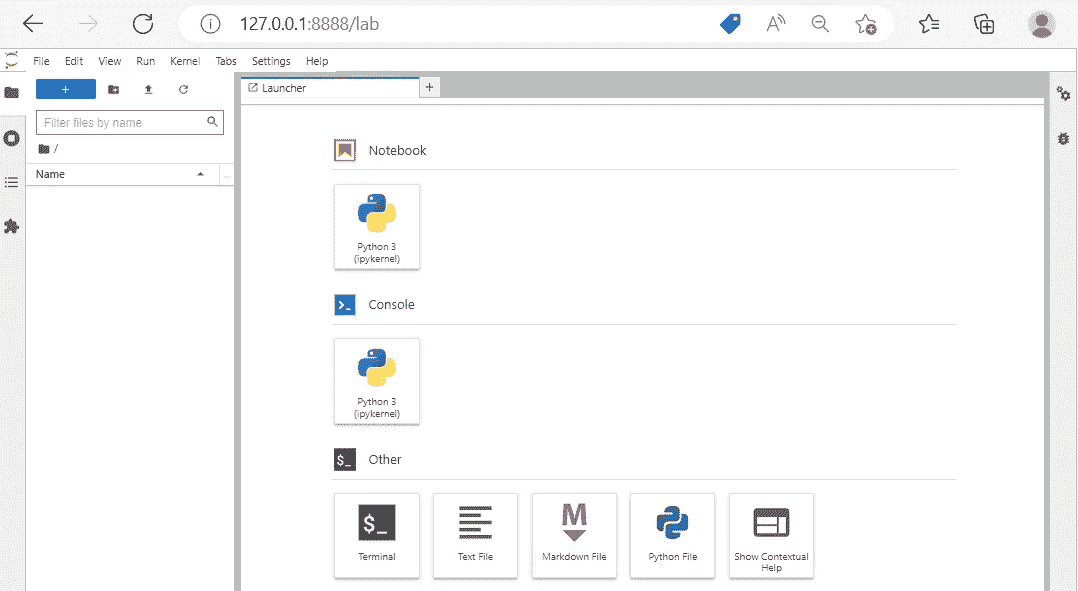 127.0.0.1:8888/lab
File Edit View Run Kernel Tabs Settings Help
+
Launcher
+
Filter files by name
/
Name
...
Notebook
Python 3
(ipykernel)
Console
Python 3
(ipykernel)
$_ Other
$_
Terminal
Text File
M
Markdown File
Python File
Show Contextual
Help